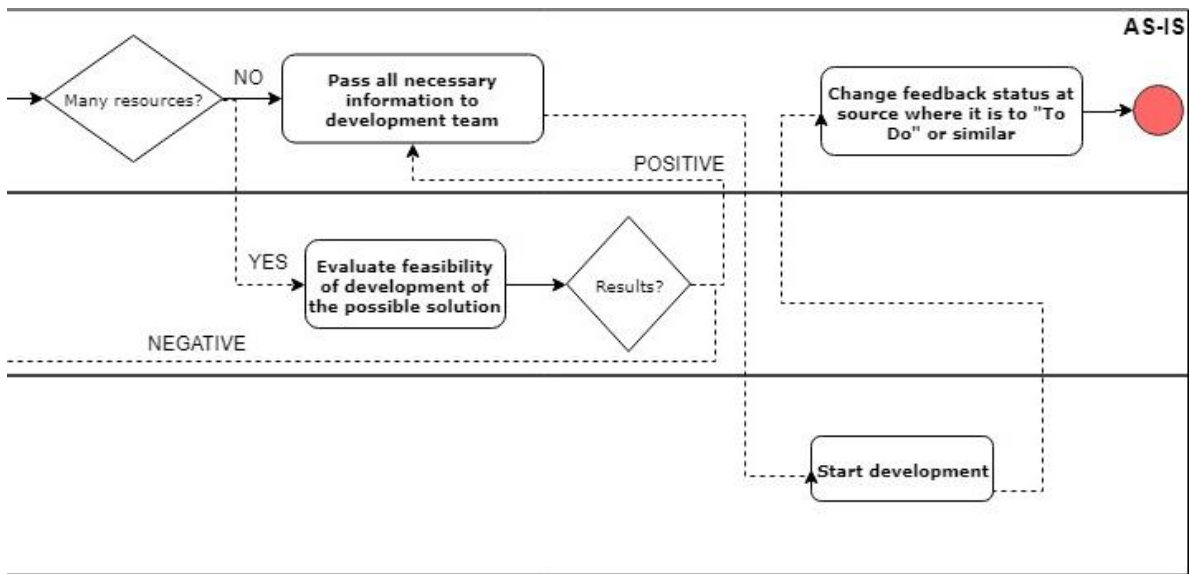 AS-IS
Many resources?
NO
Pass all necessary
information to
development team
Change feedback status at
source where it is to "To
Do" or similar
POSITIVE
YES
Evaluate feasibility
of development of
the possible solution
Results?
NEGATIVE
Start development